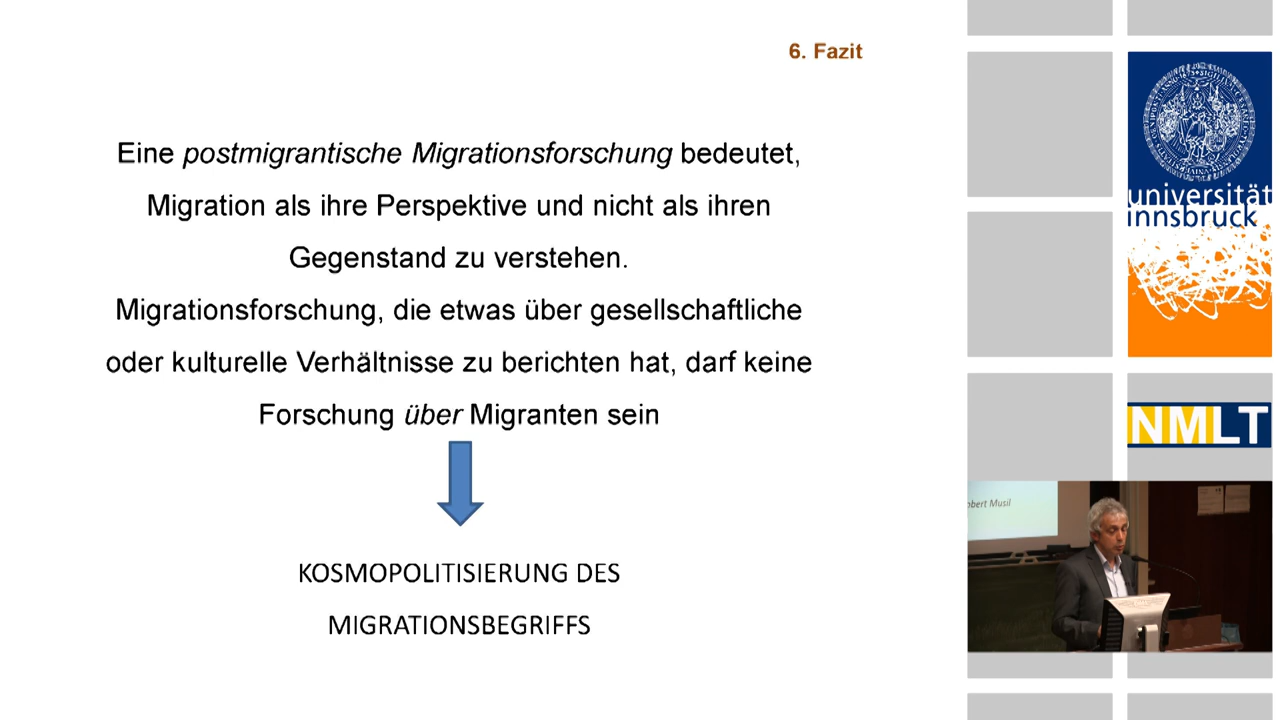 6. Fazit
Eine postmigrantische Migrationsforschung bedeutet,
Migration als ihre Perspektive und nicht als ihren
Gegenstand zu verstehen.
Migrationsforschung, die etwas über gesellschaftliche
oder kulturelle Verhältnisse zu berichten hat, darf keine
Forschung über Migranten sein
KOSMOPOLITISIERUNG DES
MIGRATIONSBEGRIFFS
universität
innsbruck
NMLT
obert Musil